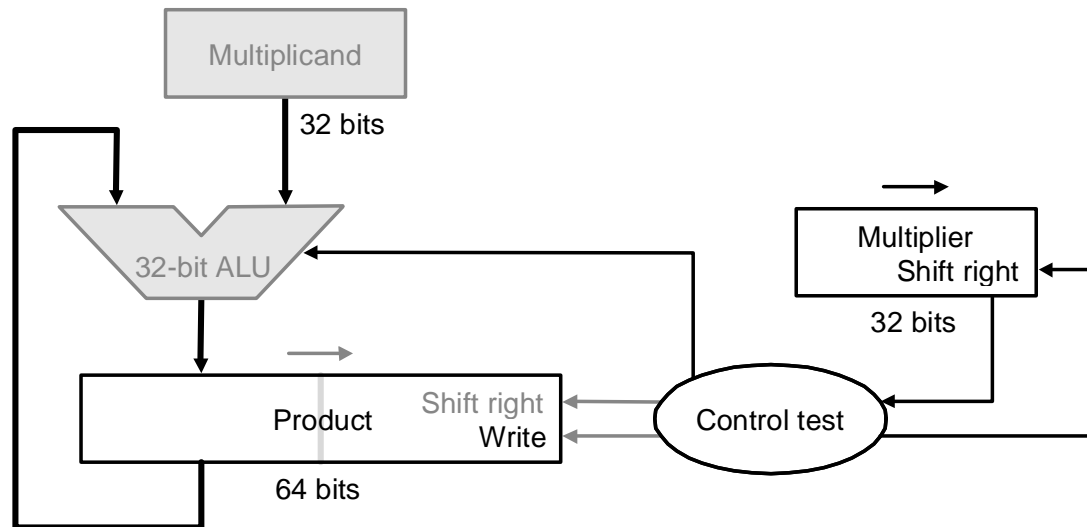 Multiplicand
32 bits
32-bit ALU
Multiplier
Shift right
32 bits
Product
Shift right
Write
64 bits
Control test